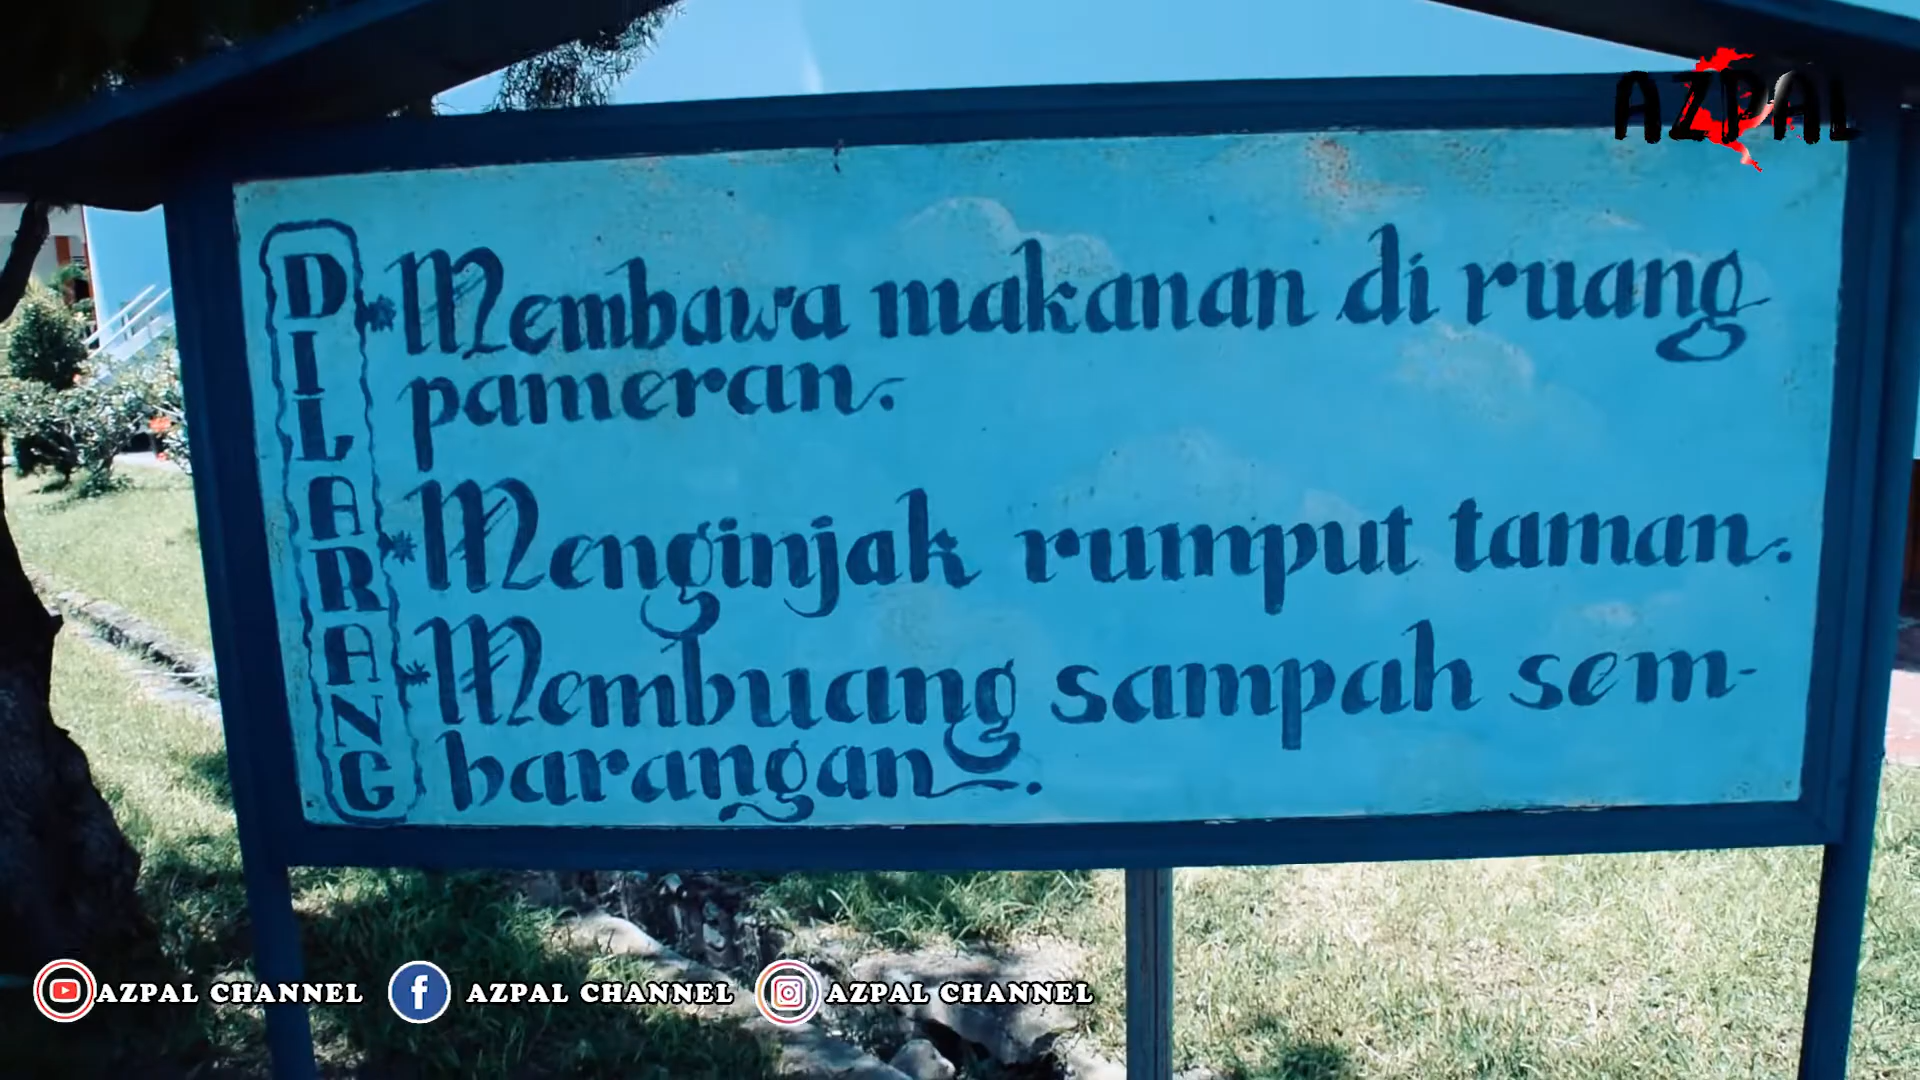 AZPAL
DILARANG
*Membawa makanan di ruang
pameran.
*Menginjak rumput taman.
*Membuang sampah sem-
barangan.
AZPAL CHANNEL AZPAL CHANNEL AZPAL CHANNEL